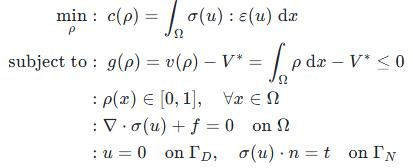 min ρ : c(ρ) = ∫_Ω σ(u) : ε(u) dx
subject to : g(ρ) = v(ρ) − V* = ∫_Ω ρ dx − V* ≤ 0
: ρ(x) ∈ [0, 1], ∀x ∈ Ω
: ∇ · σ(u) + f = 0 on Ω
: u = 0 on Γ_D, σ(u) · n = t on Γ_N